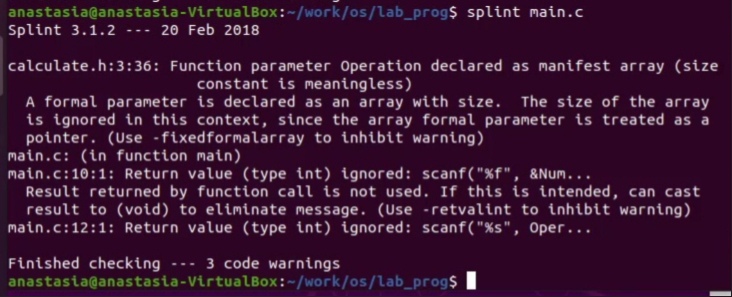 anastasia@anastasia-VirtualBox:~/work/os/lab_prog$ splint main.c
Splint 3.1.2 --- 20 Feb 2018
calculate.h:3:36: Function parameter Operation declared as manifest array (size
constant is meaningless)
A formal parameter is declared as an array with size.  The size of the array
is ignored in this context, since the array formal parameter is treated as a
pointer. (Use -fixedformalarray to inhibit warning)
main.c: (in function main)
main.c:10:1: Return value (type int) ignored: scanf("%f", &Num...
Result returned by function call is not used. If this is intended, can cast
result to (void) to eliminate message. (Use -retvalint to inhibit warning)
main.c:12:1: Return value (type int) ignored: scanf("%s", Oper...
Finished checking --- 3 code warnings
anastasia@anastasia-VirtualBox:~/work/os/lab_prog$